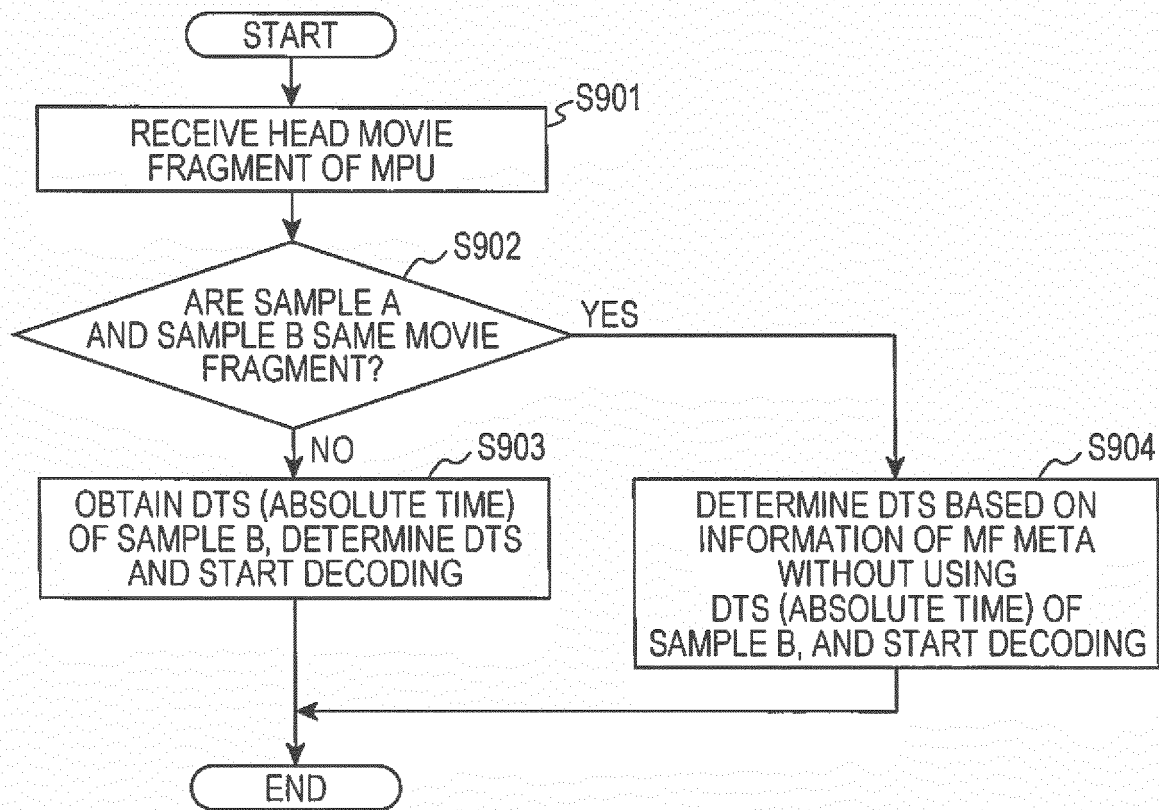 START
S901
RECEIVE HEAD MOVIE
FRAGMENT OF MPU
S902
ARE SAMPLE A
AND SAMPLE B SAME MOVIE
FRAGMENT?
YES
NO
S903
OBTAIN DTS (ABSOLUTE TIME)
OF SAMPLE B, DETERMINE DTS
AND START DECODING
S904
DETERMINE DTS BASED ON
INFORMATION OF MF META
WITHOUT USING
DTS (ABSOLUTE TIME) OF
SAMPLE B, AND START DECODING
END